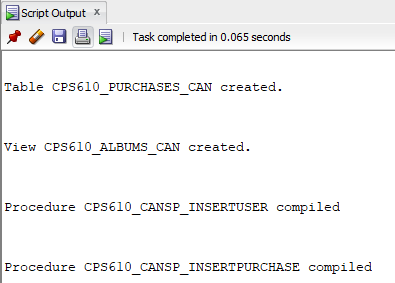 Script Output x
Task completed in 0.065 seconds
Table CPS610_PURCHASES_CAN created.
View CPS610_ALBUMS_CAN created.
Procedure CPS610_CANSP_INSERTUSER compiled
Procedure CPS610_CANSP_INSERTPURCHASE compiled